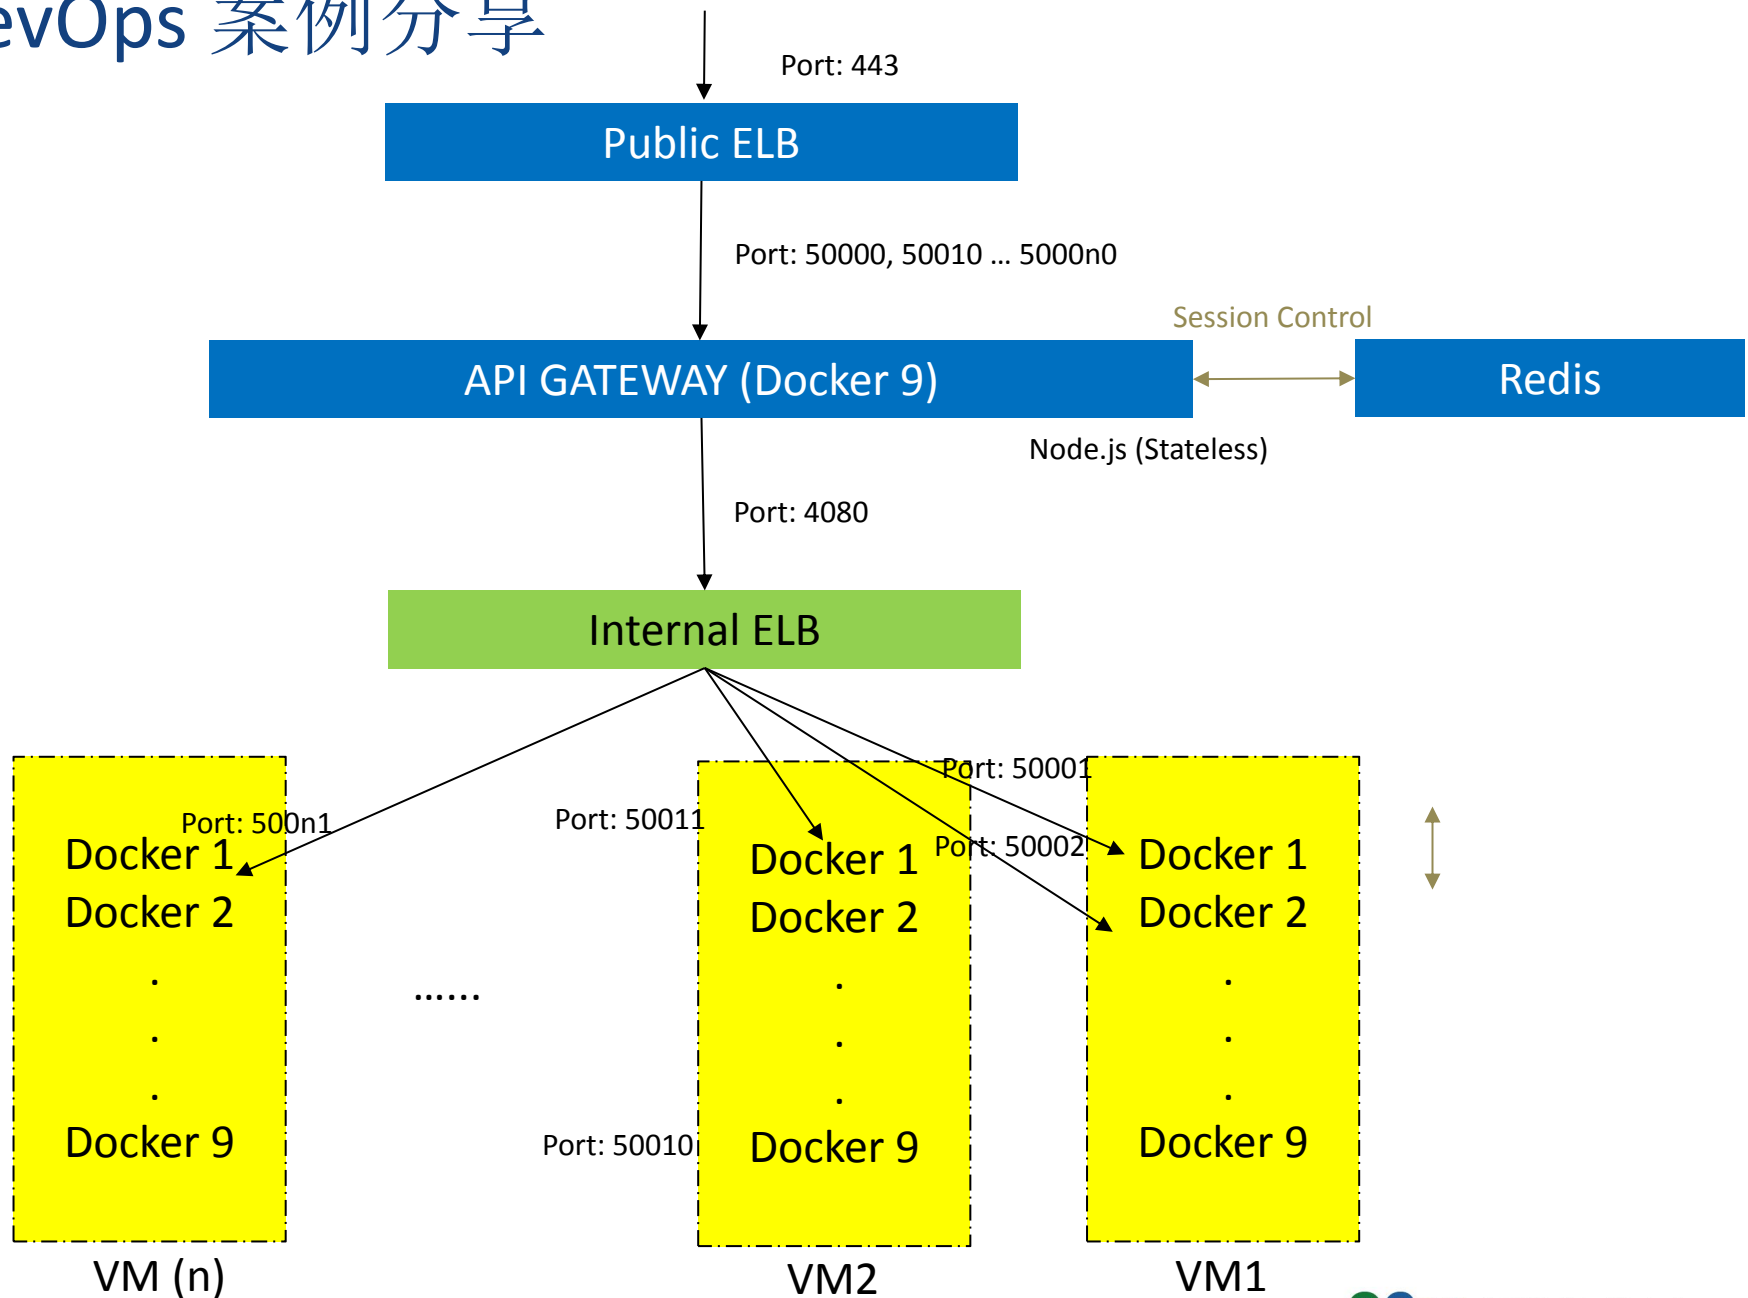 evOps 案例分享
Port: 443
Public ELB
Port: 50000, 50010 ... 5000n0
Session Control
API GATEWAY (Docker 9)
Redis
Node.js (Stateless)
Port: 4080
Internal ELB
Port: 50001
Port: 500n1
Port: 50011
Port: 50002
Docker 1
Docker 2
.
.
.
Docker 9
VM (n)
......
Port: 50010
Docker 1
Docker 2
.
.
.
Docker 9
VM2
Docker 1
Docker 2
.
.
.
Docker 9
VM1